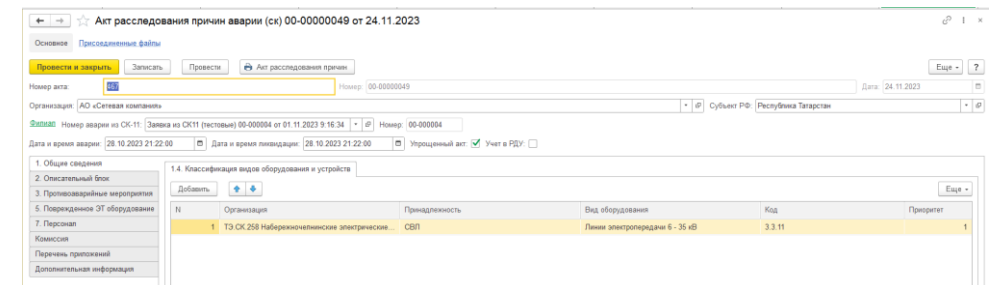 Акт расследования причин аварии (ск) 00-00000049 от 24.11.2023
Основное Присоединенные файлы
Провести и закрыть Записать Провести Акт расследования причин Еще ?
Номер акта: 467 Номер: 00-00000049 Дата: 24.11.2023
Организация: АО «Сетевая компания» Субъект РФ: Республика Татарстан
Филиал Номер аварии из СК-11: Заявка из СК11 (тестовые) 00-000004 от 01.11.2023 9:16:34 Номер: 00-000004
Дата и время аварии: 28.10.2023 21:22:00 Дата и время ликвидации: 28.10.2023 21:22:00 Упрощенный акт: Учет в РДУ:
1. Общие сведения
2. Описательный блок
3. Противоаварийные мероприятия
5. Поврежденное ЭТ оборудование
7. Персонал
Комиссия
Перечень приложений
Дополнительная информация
1.4. Классификация видов оборудования и устройств
Добавить Еще
N Организация Принадлежность Вид оборудования Код Приоритет
1 ТЭ.СК.258 Набережночелнинские электрические... СВЛ Линии электропередачи 6 - 35 кВ 3.3.11 1